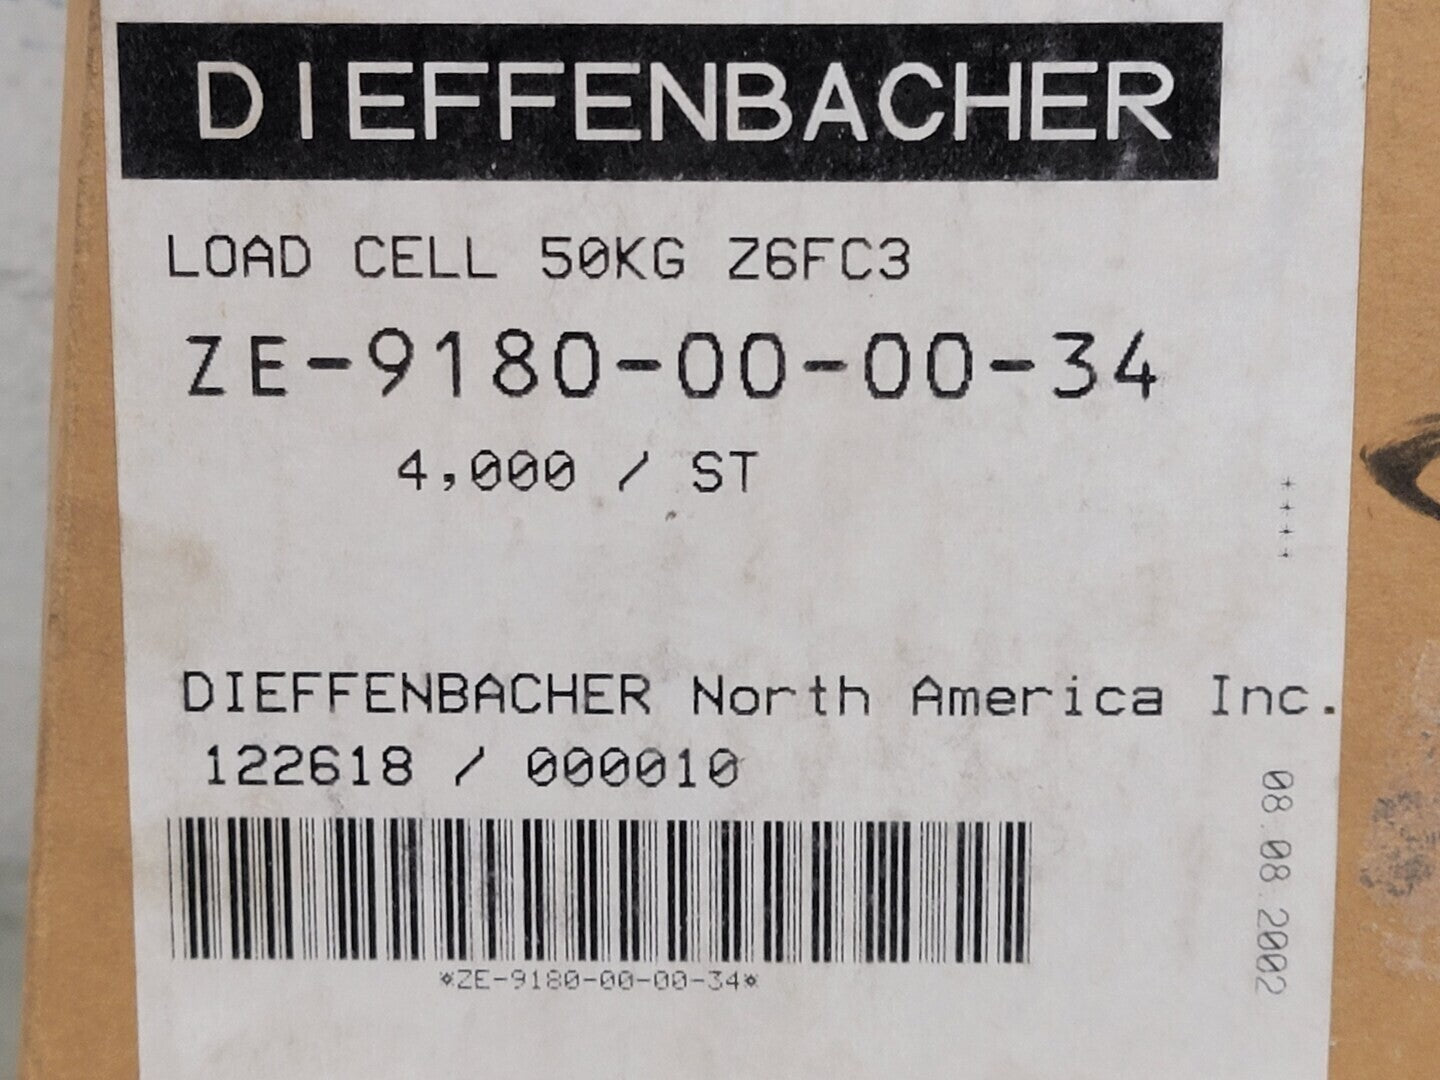 DIEFFENBACHER
LOAD CELL 50KG Z6FC3
ZE-9180-00-00-34
4,000 / ST
++++
DIEFFENBACHER North America Inc.
122618 / 000010
*ZE-9180-00-00-34*
08.08.2002